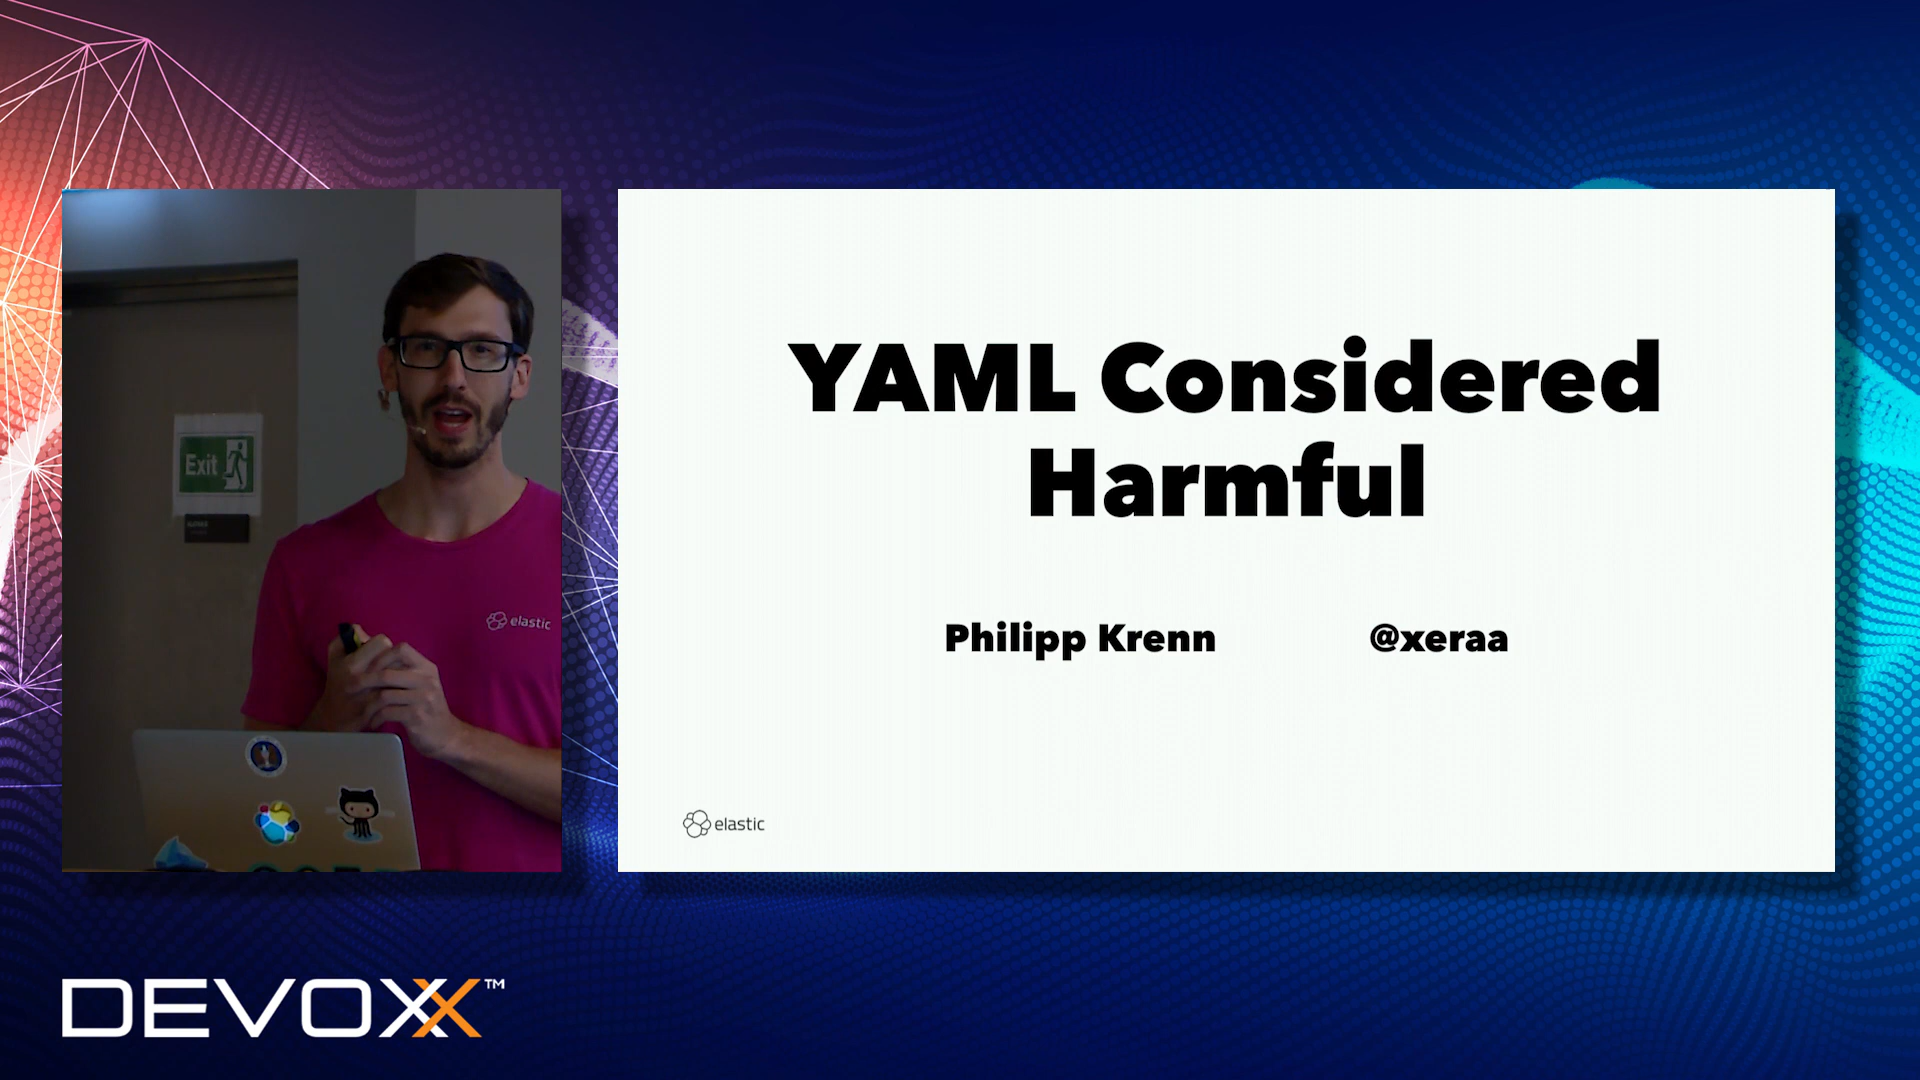 Exit
elastic
YAML Considered
Harmful
Philipp Krenn
@xeraa
elastic
DEVOXX™